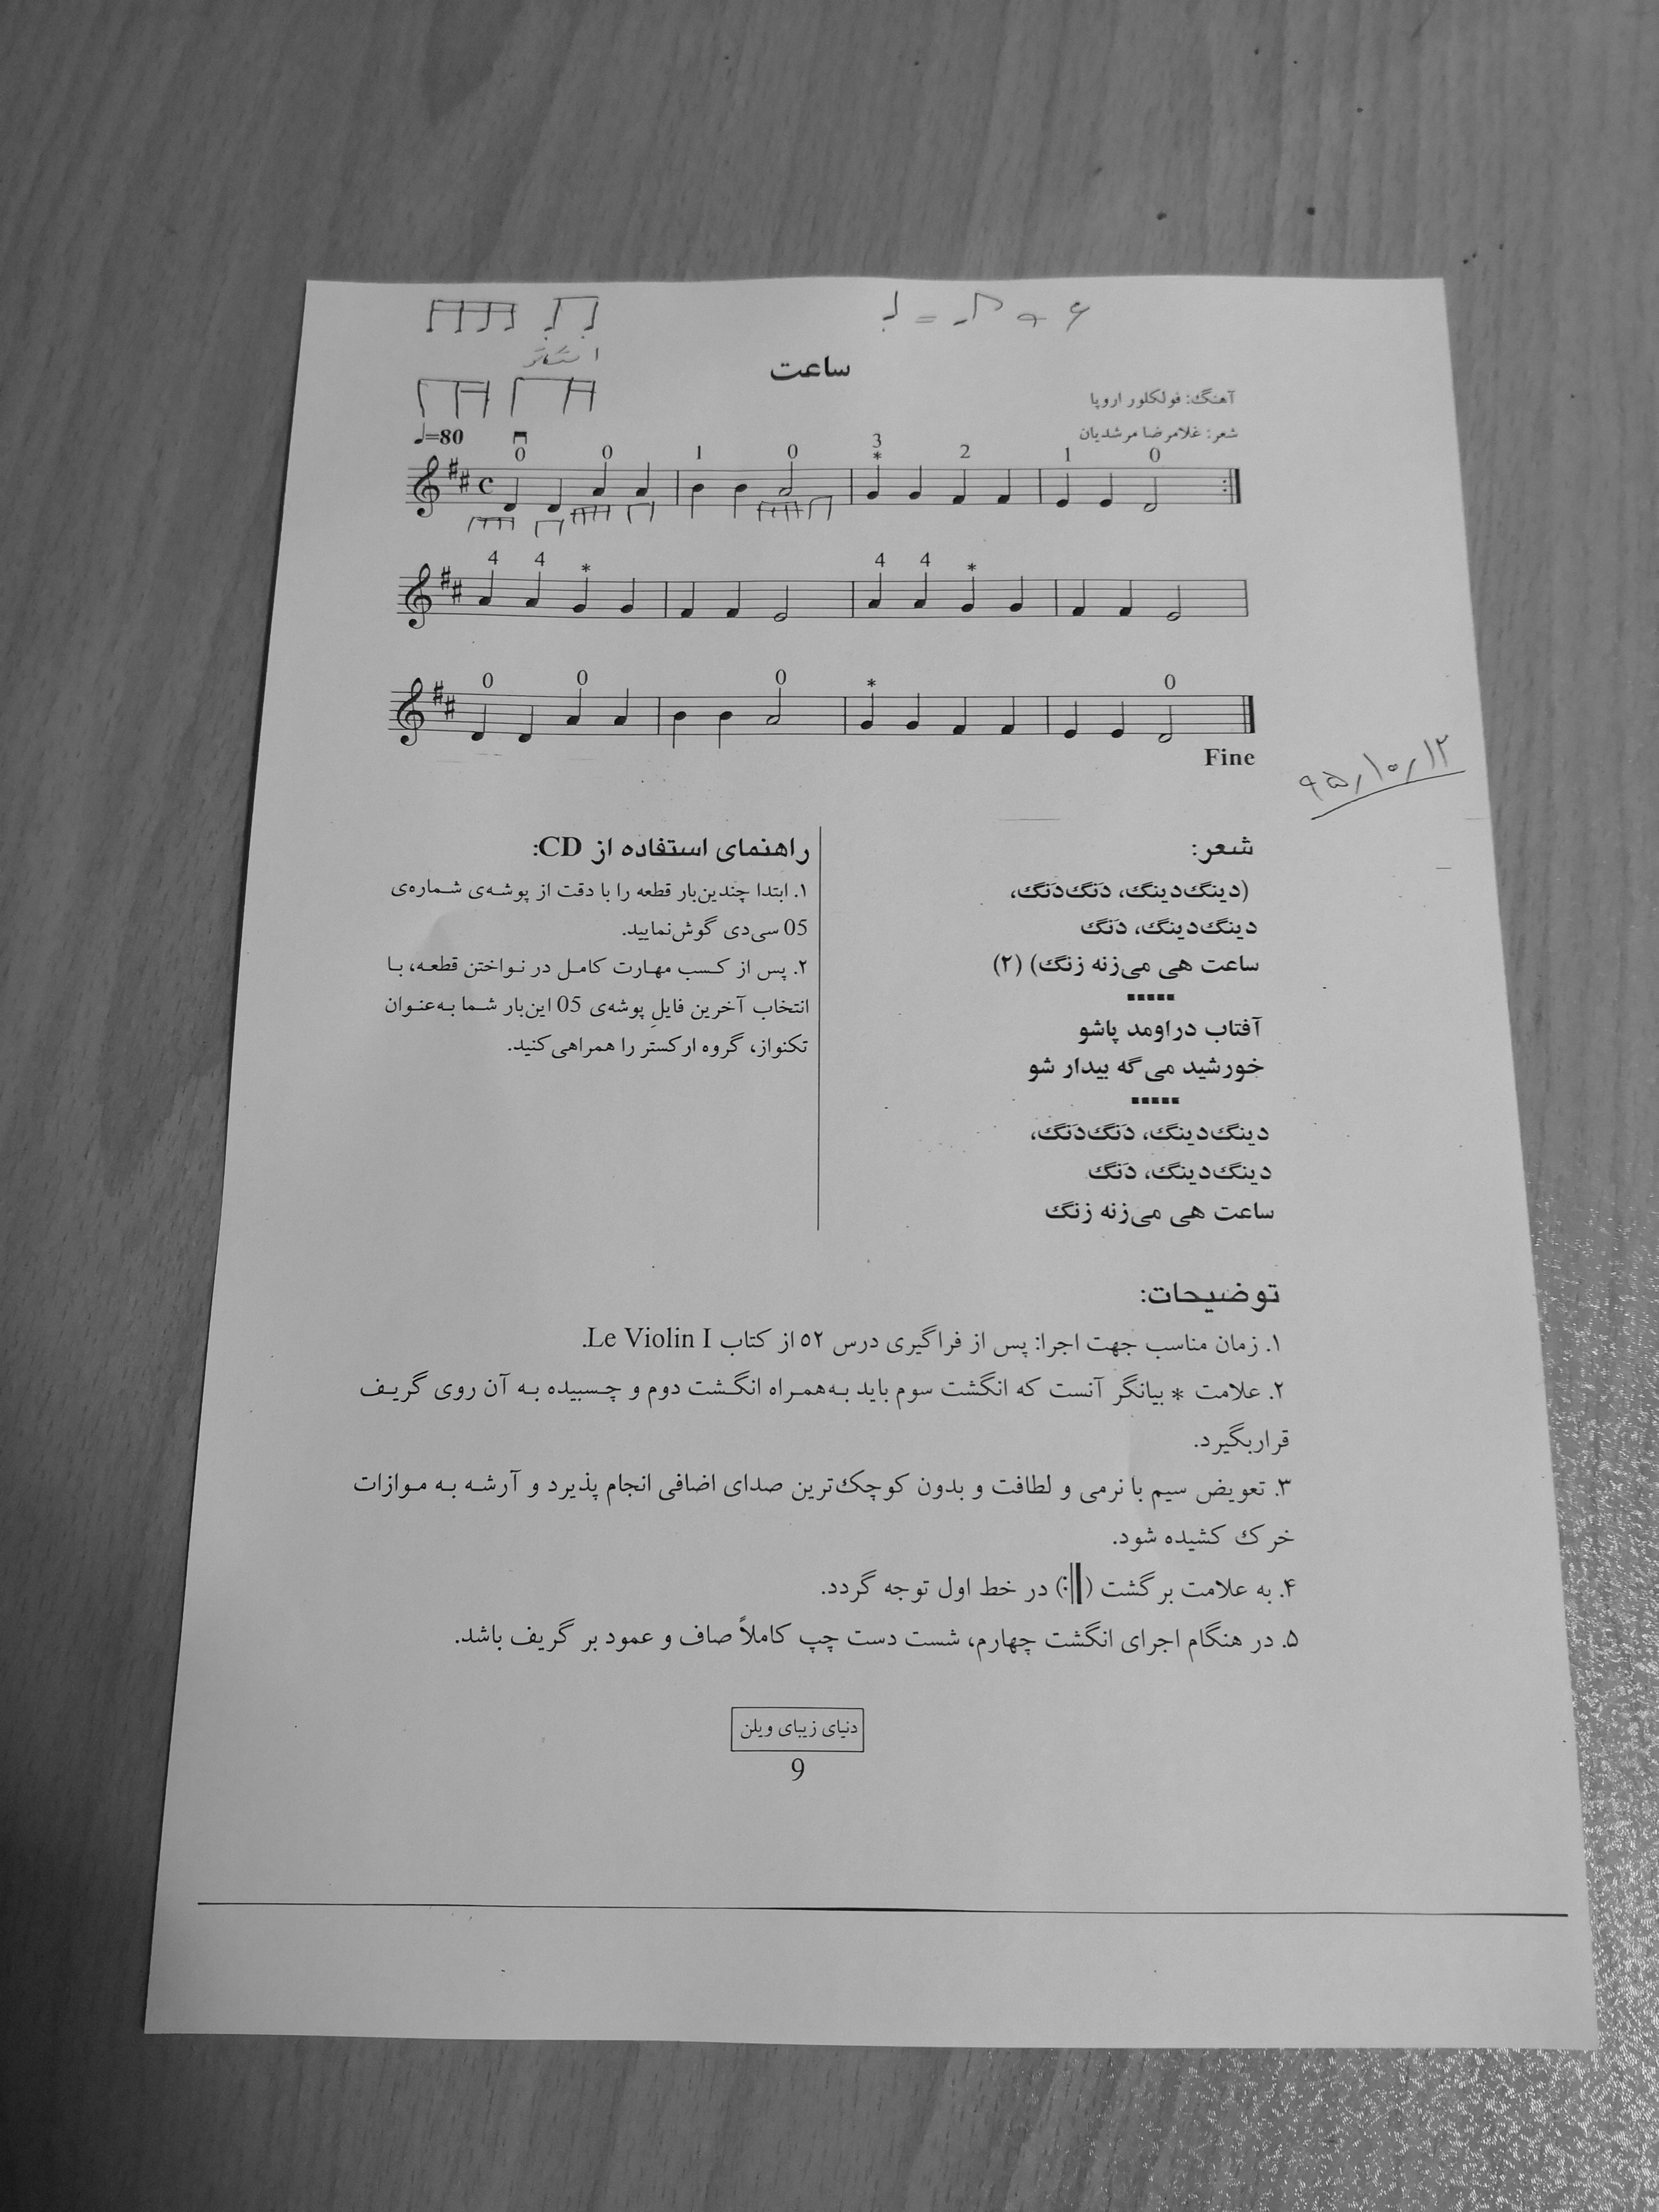 ساعت
آهنگ: فولکلور اروپا
شعر: غلامرضا مرشدیان
♩=80
0 0 1 0 3 * 2 1 0
4 4 * 4 4 *
0 0 0 * 0
Fine
۹۵/۱۰/۱۲
شعر:
(دینگ‌دینگ، دَنگ‌دَنگ،
دینگ‌دینگ، دَنگ
ساعت هی می‌زنه زنگ) (۲)
آفتاب دراومد پاشو
خورشید می‌گه بیدار شو
دینگ‌دینگ، دَنگ‌دَنگ،
دینگ‌دینگ، دَنگ
ساعت هی می‌زنه زنگ
راهنمای استفاده از CD:
۱. ابتدا چندین‌بار قطعه را با دقت از پوشه‌ی شماره‌ی
05 سی‌دی گوش‌نمایید.
۲. پس از کسب مهارت کامل در نواختن قطعه، با
انتخاب آخرین فایلِ پوشه‌ی 05 این‌بار شما به‌عنوان
تکنواز، گروه ارکستر را همراهی‌کنید.
توضیحات:
۱. زمان مناسب جهت اجرا: پس از فراگیری درس ۵۲ از کتاب Le Violin I.
۲. علامت * بیانگر آنست که انگشت سوم باید به‌همراه انگشت دوم و چسبیده به آن روی گریف
قراربگیرد.
۳. تعویض سیم با نرمی و لطافت و بدون کوچک‌ترین صدای اضافی انجام پذیرد و آرشه به موازات
خرک کشیده شود.
۴. به علامت برگشت (:||) در خط اول توجه گردد.
۵. در هنگام اجرای انگشت چهارم، شست دست چپ کاملاً صاف و عمود بر گریف باشد.
دنیای زیبای ویلن
9